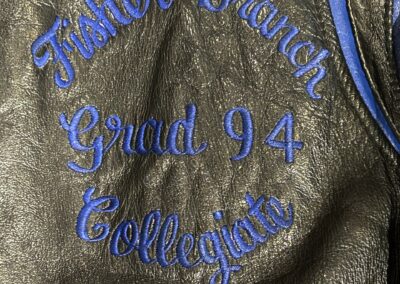 Fisher Branch
Grad 94
Collegiate